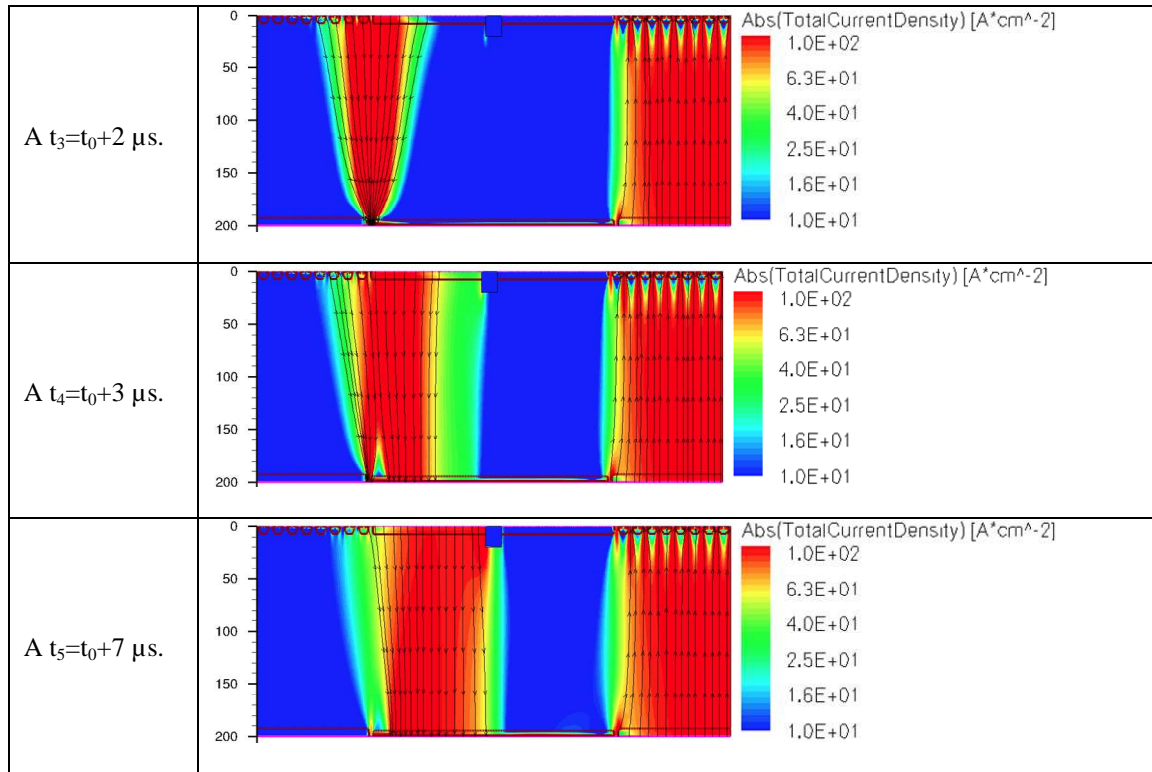 A t₃=t₀+2 µs.
0
50
100
150
200
Abs(TotalCurrentDensity) [A*cm^-2]
1.0E+02
6.3E+01
4.0E+01
2.5E+01
1.6E+01
1.0E+01
A t₄=t₀+3 µs.
0
50
100
150
200
Abs(TotalCurrentDensity) [A*cm^-2]
1.0E+02
6.3E+01
4.0E+01
2.5E+01
1.6E+01
1.0E+01
A t₅=t₀+7 µs.
0
50
100
150
200
Abs(TotalCurrentDensity) [A*cm^-2]
1.0E+02
6.3E+01
4.0E+01
2.5E+01
1.6E+01
1.0E+01